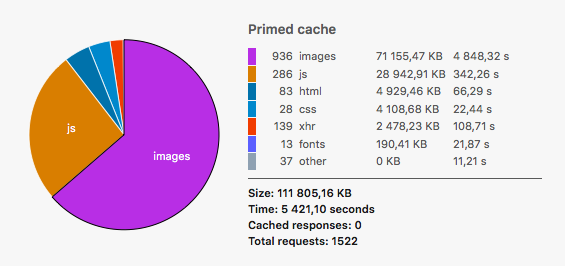 Primed cache
936 images 71 155,47 KB 4 848,32 s
286 js 28 942,91 KB 342,26 s
83 html 4 929,46 KB 66,29 s
28 css 4 108,68 KB 22,44 s
139 xhr 2 478,23 KB 108,71 s
13 fonts 190,41 KB 21,87 s
37 other 0 KB 11,21 s
js
images
Size: 111 805,16 KB
Time: 5 421,10 seconds
Cached responses: 0
Total requests: 1522